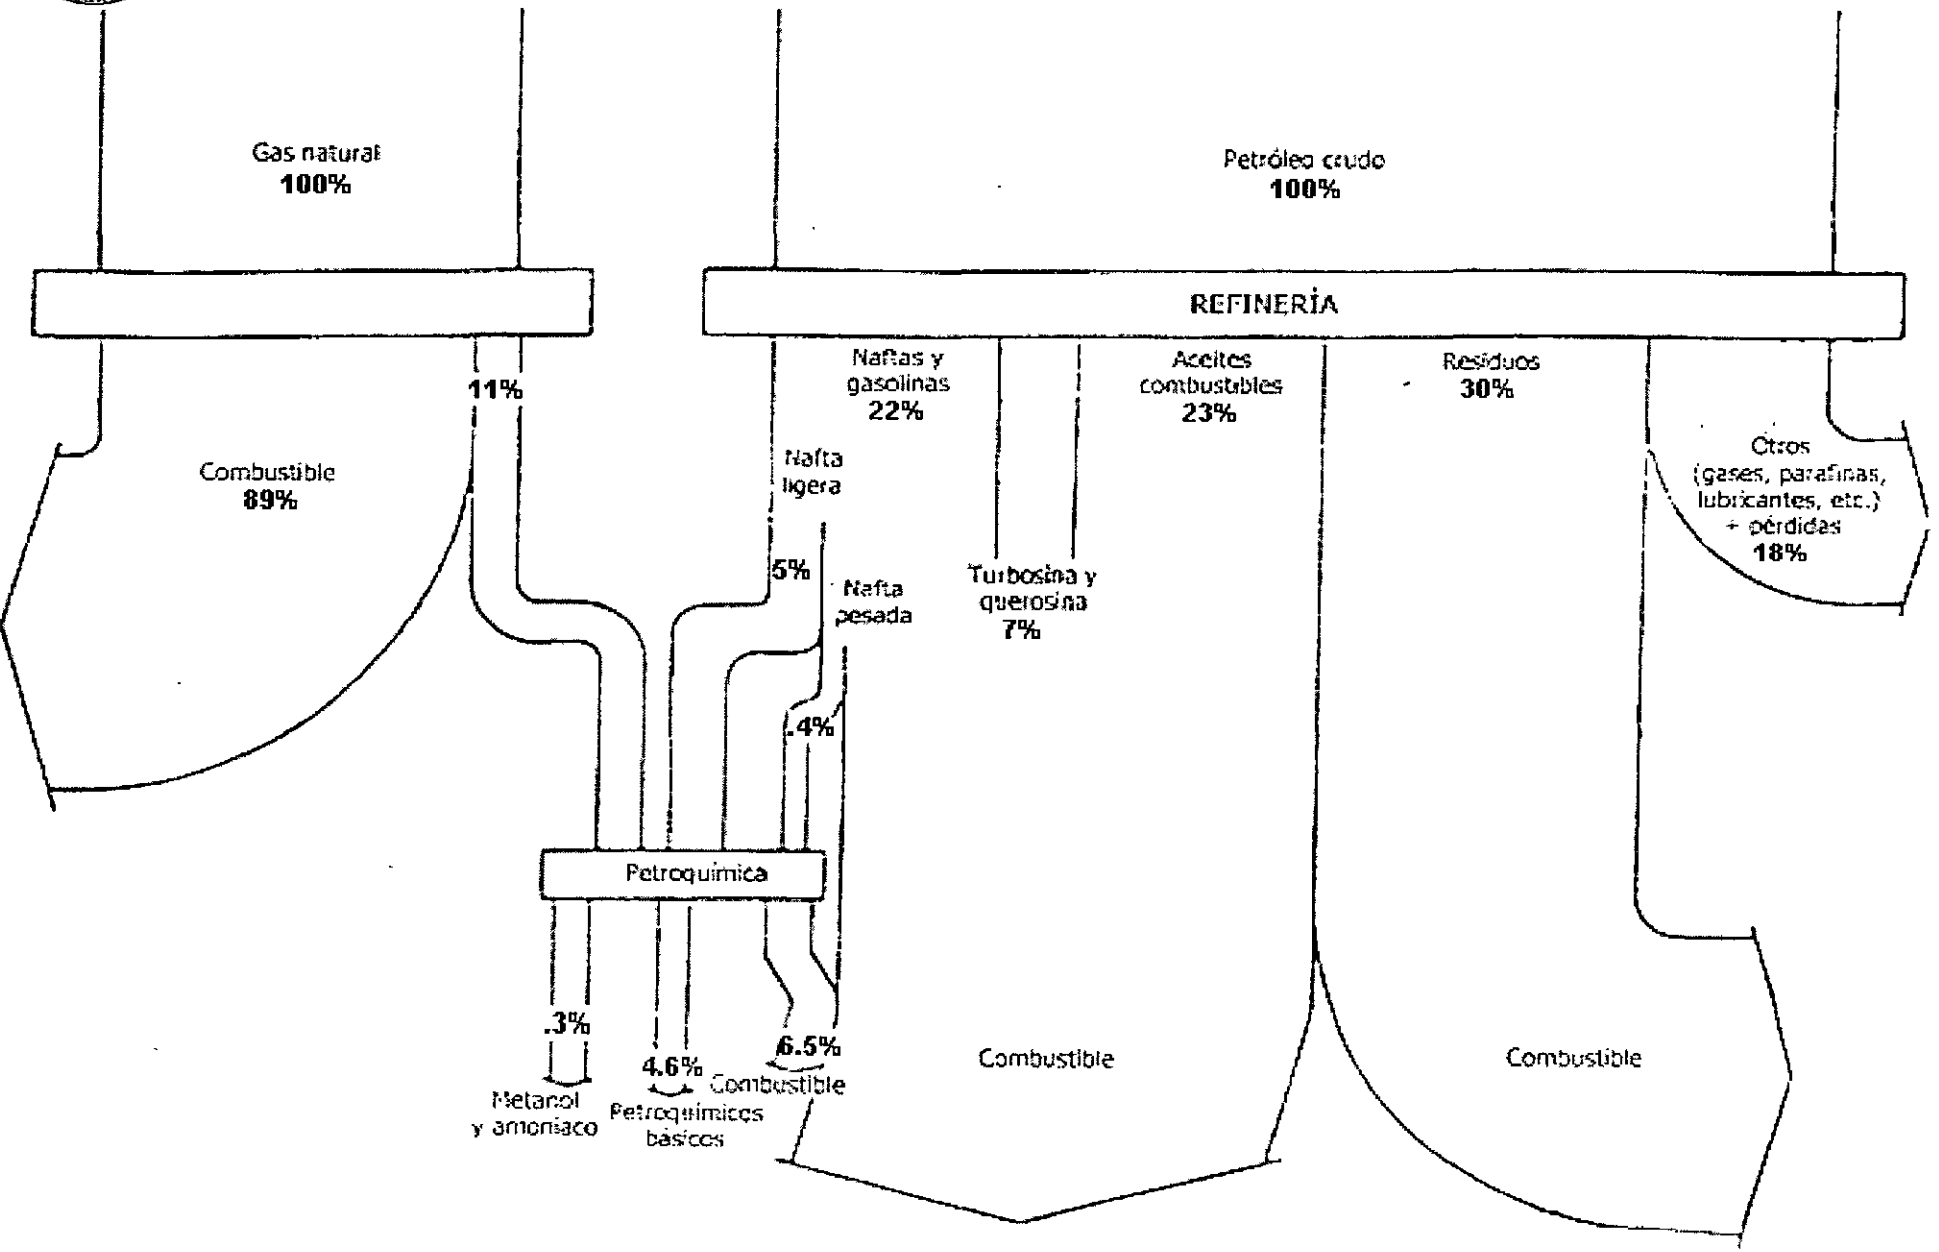 Gas natural
100%
Petróleo crudo
100%
REFINERÍA
11%
Combustible
89%
Naftas y
gasolinas
22%
Aceites
combustibles
23%
Residuos
30%
Otros
(gases, parafinas,
lubricantes, etc.)
+ pérdidas
18%
Nafta
ligera
5%
Nafta
pesada
Turbosina y
querosina
7%
.4%
Petroquímica
.3%
Metanol
y amoníaco
4.6%
Petroquímicos
básicos
6.5%
Combustible
Combustible
Combustible